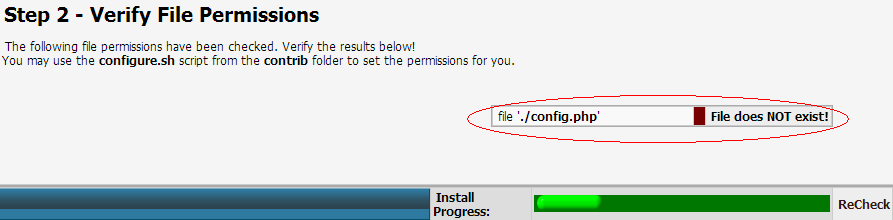 Step 2 - Verify File Permissions
The following file permissions have been checked. Verify the results below!
You may use the configure.sh script from the contrib folder to set the permissions for you.
file './config.php' File does NOT exist!
Install
Progress:
ReCheck